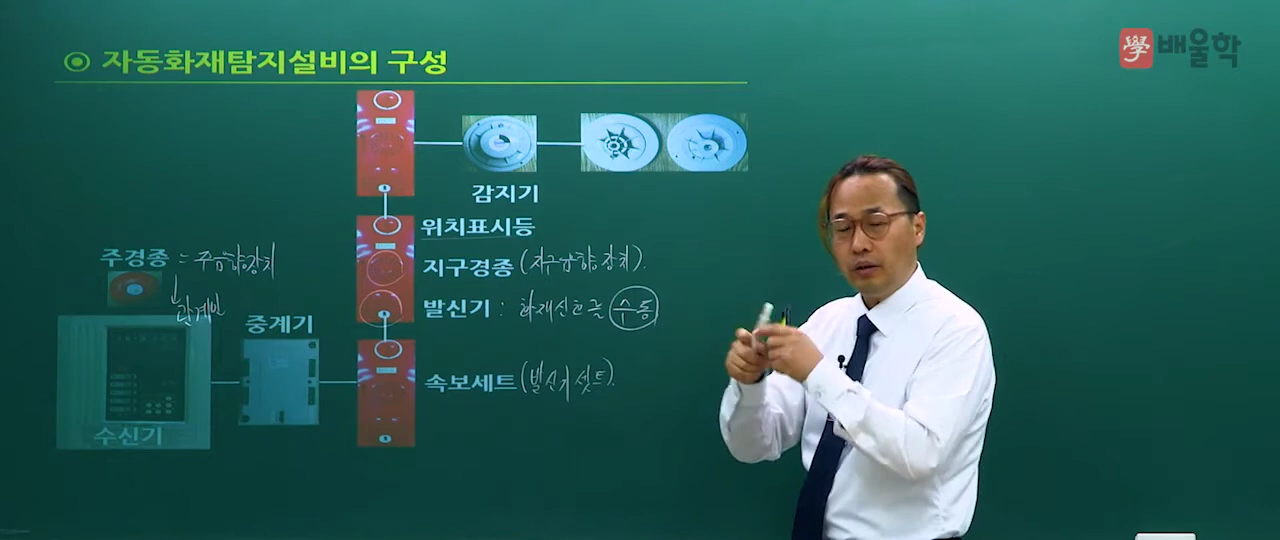 學 배울학
자동화재탐지설비의 구성
감지기
위치표시등
주경종 = 주음향장치
관계인
지구경종 (지구음향장치).
발신기 : 화재신호를 수동
중계기
속보세트 (발신기 셋트).
수신기